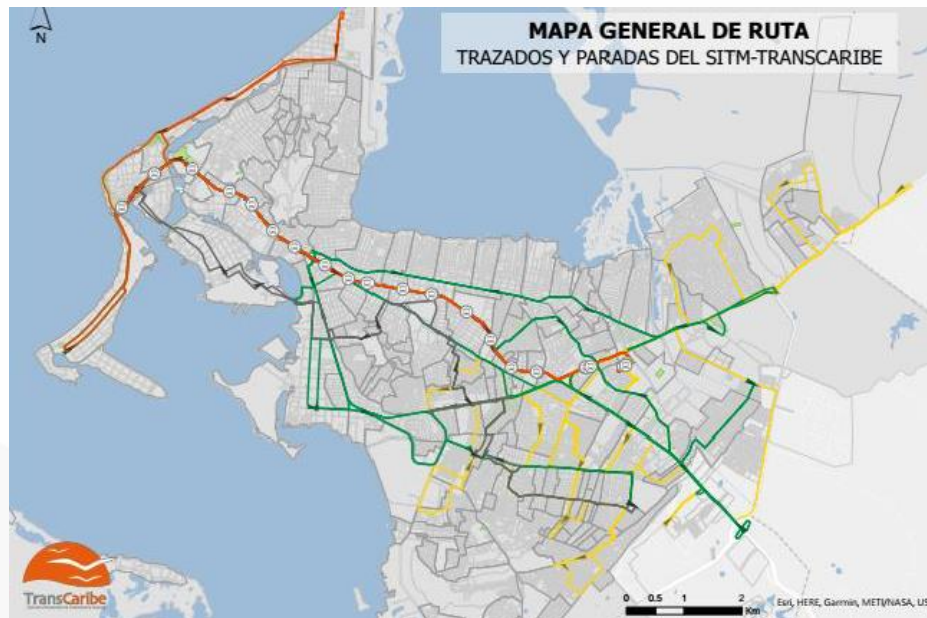 MAPA GENERAL DE RUTA
TRAZADOS Y PARADAS DEL SITM-TRANSCARIBE
N
TransCaribe
0 0.5 1 2
Km
Esri, HERE, Garmin, METI/NASA, US